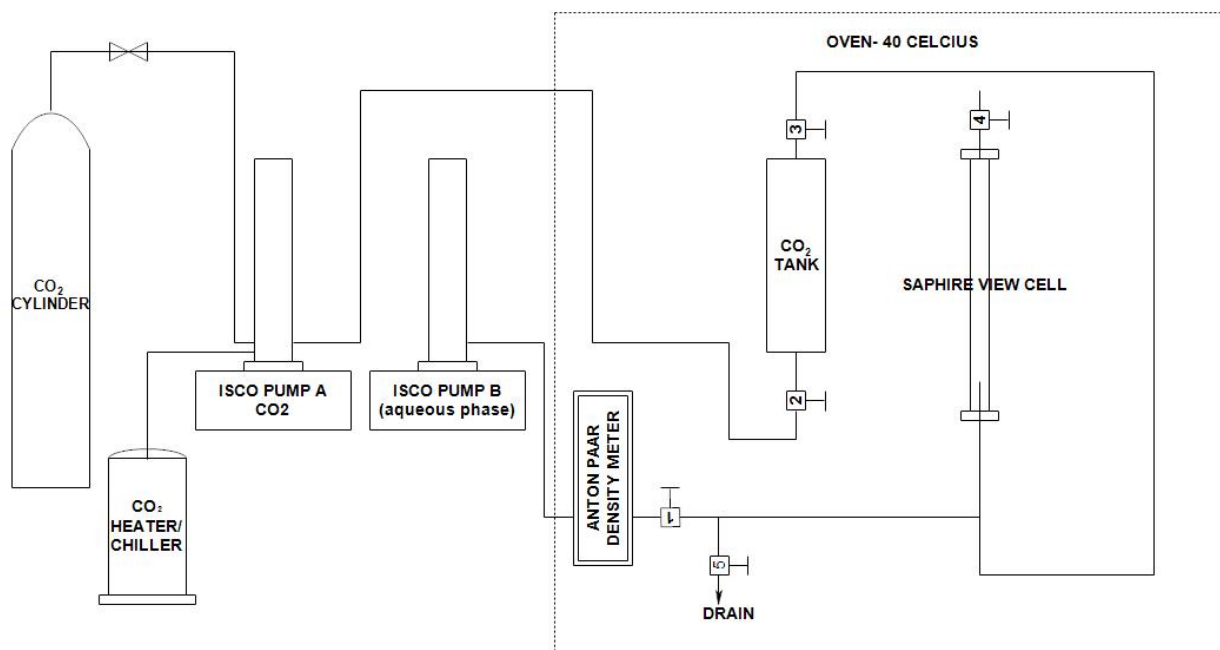 OVEN- 40 CELCIUS
3
4
CO₂
TANK
SAPHIRE VIEW CELL
CO₂
CYLINDER
ISCO PUMP A
CO2
ISCO PUMP B
(aqueous phase)
2
ANTON PAAR
DENSITY METER
1
CO₂
HEATER/
CHILLER
5
DRAIN